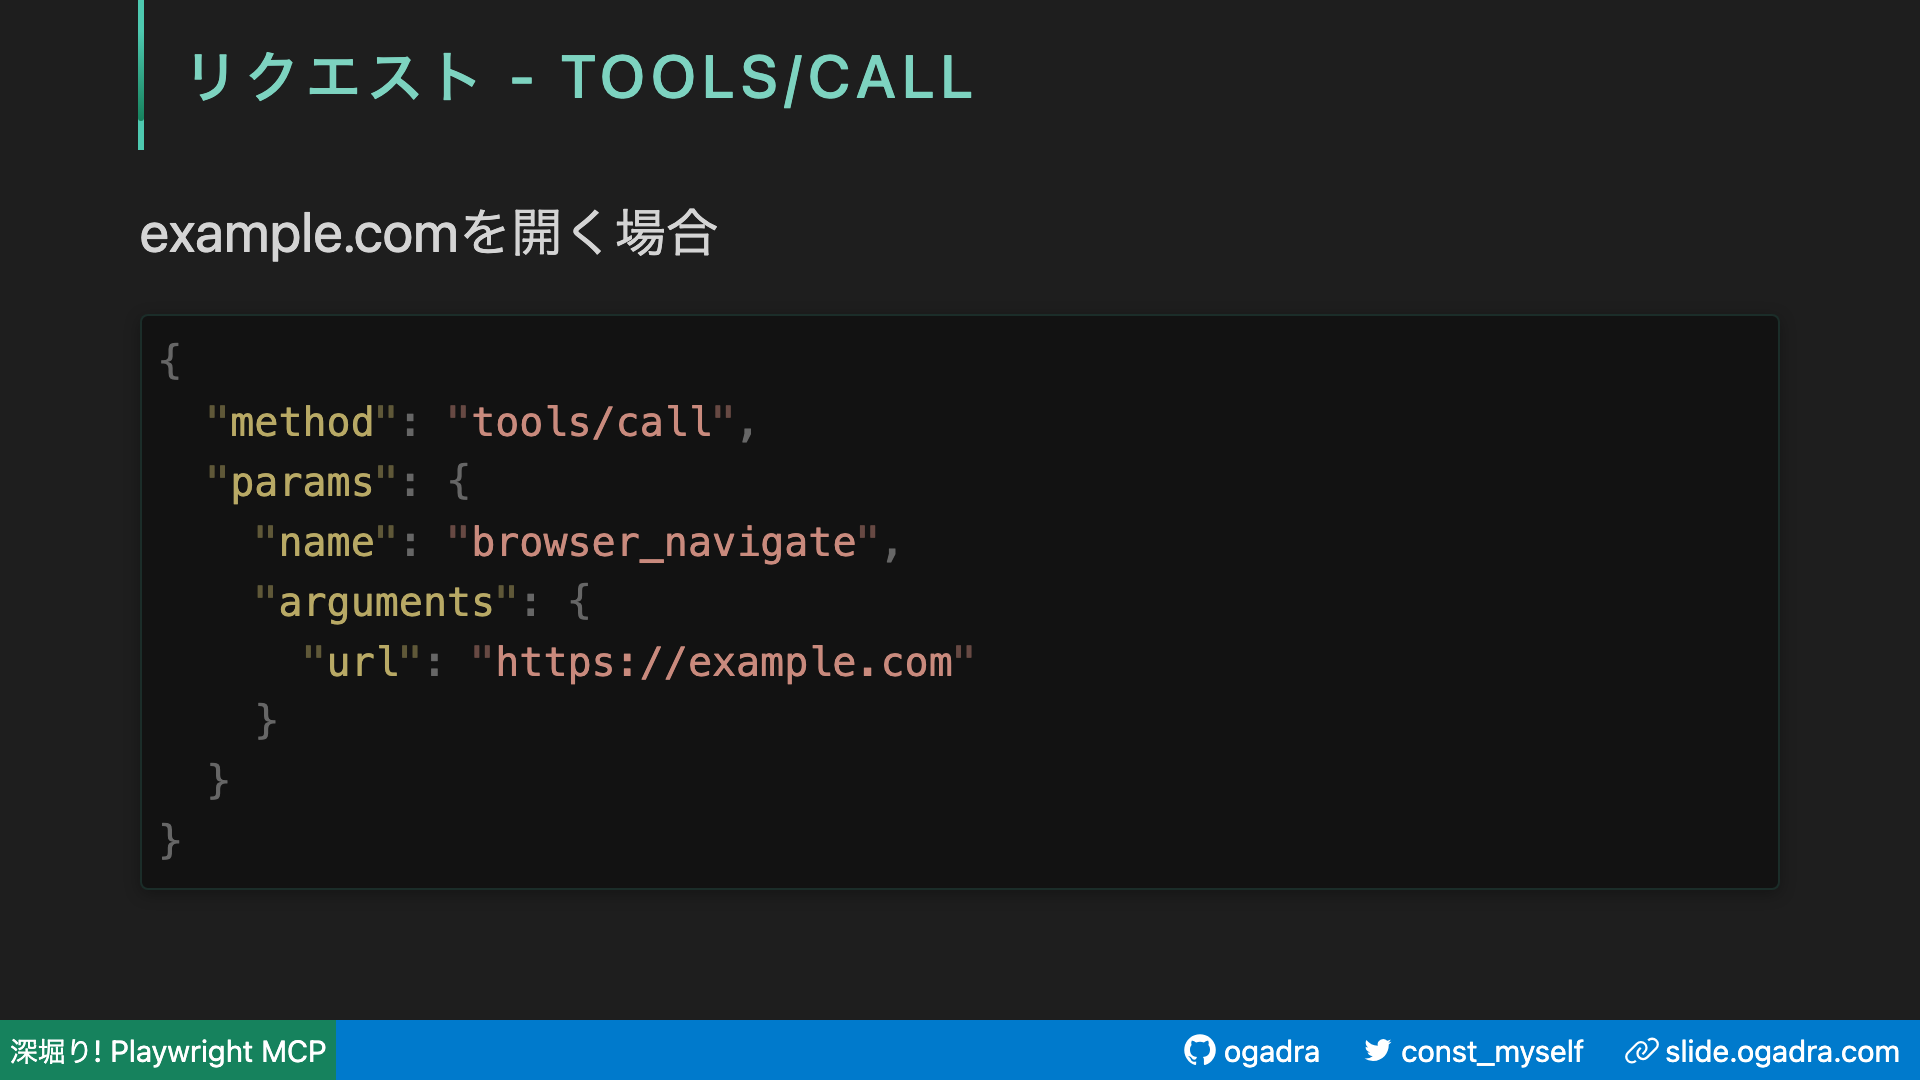 リクエスト - TOOLS/CALL
example.comを開く場合
{
  "method": "tools/call",
  "params": {
    "name": "browser_navigate",
    "arguments": {
      "url": "https://example.com"
    }
  }
}
深堀り! Playwright MCP
ogadra
const_myself
slide.ogadra.com